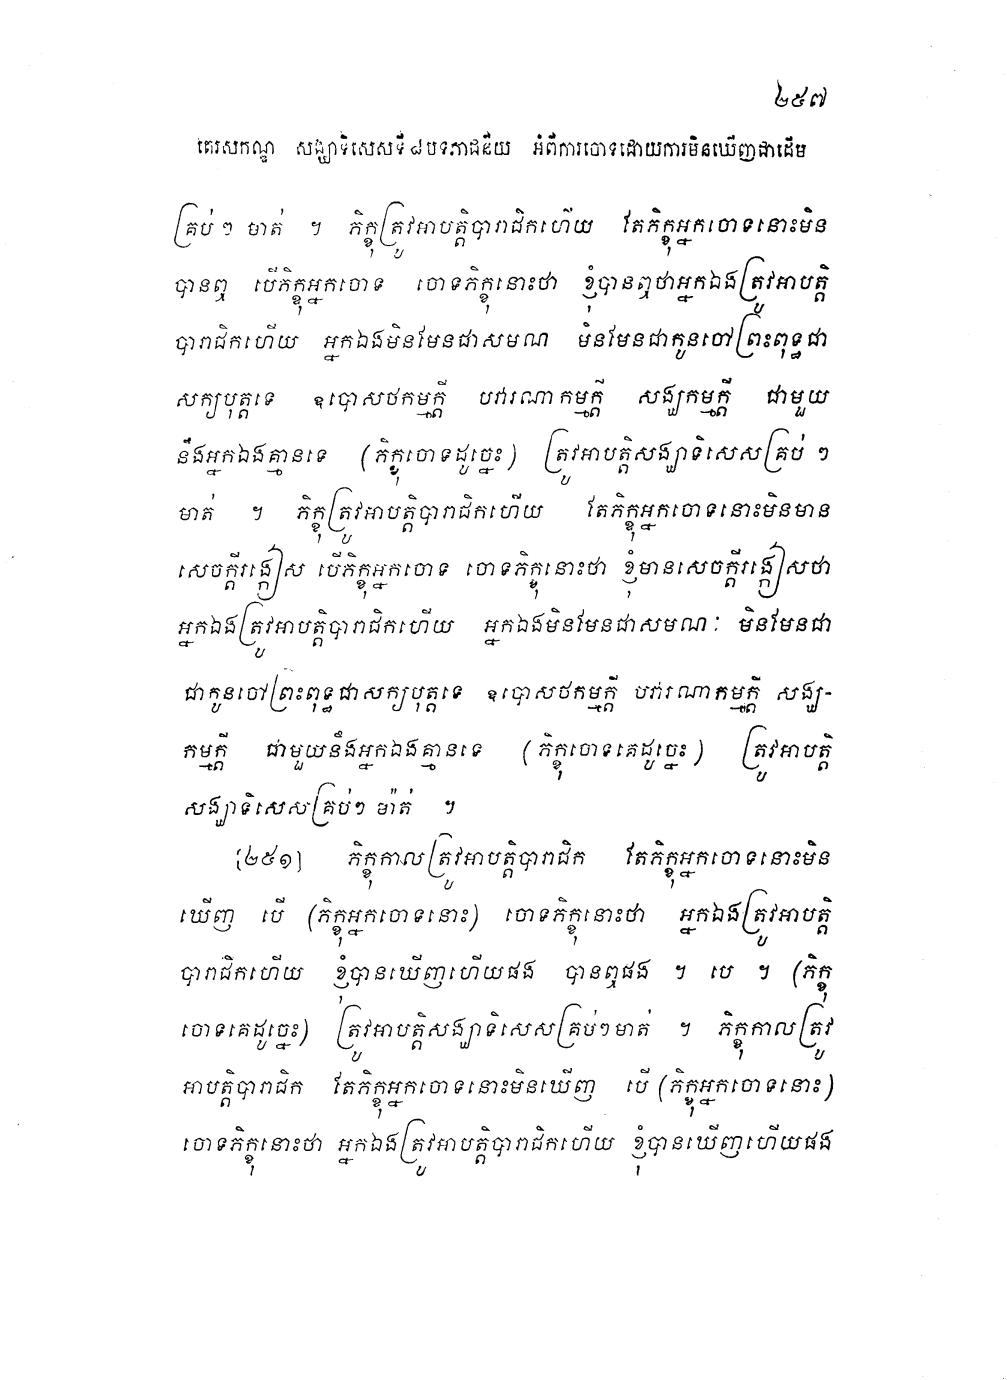 ២៥៧
តេរសកណ្ឌ សង្ឃាទិសេសទី៨បទភាជនីយ អំពីការចោទដោយការមិនឃើញជាដើម
គ្រប់ៗ មាត់ ។ ភិក្ខុត្រូវអាបត្តិបារាជិកហើយ តែភិក្ខុអ្នកចោទនោះមិន
បានឮ បើភិក្ខុអ្នកចោទ ចោទភិក្ខុនោះថា ខ្ញុំបានឮថាអ្នកឯងត្រូវអាបត្តិ
បារាជិកហើយ អ្នកឯងមិនមែនជាសមណ មិនមែនជាកូនចៅព្រះពុទ្ធជា
សក្យបុត្តទេ ឧបោសថកម្មក្តី បវារណាកម្មក្តី សង្ឃកម្មក្តី ជាមួយ
នឹងអ្នកឯងគ្មានទេ (ភិក្ខុចោទដូច្នេះ) ត្រូវអាបត្តិសង្ឃាទិសេសគ្រប់ ៗ
មាត់ ។ ភិក្ខុត្រូវអាបត្តិបារាជិកហើយ តែភិក្ខុអ្នកចោទនោះមិនមាន
សេចក្តីរង្កៀស បើភិក្ខុអ្នកចោទ ចោទភិក្ខុនោះថា ខ្ញុំមានសេចក្តីរង្កៀសថា
អ្នកឯងត្រូវអាបត្តិបារាជិកហើយ អ្នកឯងមិនមែនជាសមណៈ មិនមែនជា
ជាកូនចៅព្រះពុទ្ធជាសក្យបុត្តទេ ឧបោសថកម្មក្តី បវារណាកម្មក្តី សង្ឃ-
កម្មក្តី ជាមួយនឹងអ្នកឯងគ្មានទេ (ភិក្ខុចោទគេដូច្នេះ) ត្រូវអាបត្តិ
សង្ឃាទិសេសគ្រប់ៗ ម៉ាត់ ។
[២៥១] ភិក្ខុកាលត្រូវអាបត្តិបារាជិក តែភិក្ខុអ្នកចោទនោះមិន
ឃើញ បើ (ភិក្ខុអ្នកចោទនោះ) ចោទភិក្ខុនោះថា អ្នកឯងត្រូវអាបត្តិ
បារាជិកហើយ ខ្ញុំបានឃើញហើយផង បានឮផង ។ បេ ។ (ភិក្ខុ
ចោទគេដូច្នេះ) ត្រូវអាបត្តិសង្ឃាទិសេសគ្រប់ៗមាត់ ។ ភិក្ខុកាលត្រូវ
អាបត្តិបារាជិក តែភិក្ខុអ្នកចោទនោះមិនឃើញ បើ (ភិក្ខុអ្នកចោទនោះ)
ចោទភិក្ខុនោះថា អ្នកឯងត្រូវអាបត្តិបារាជិកហើយ ខ្ញុំបានឃើញហើយផង